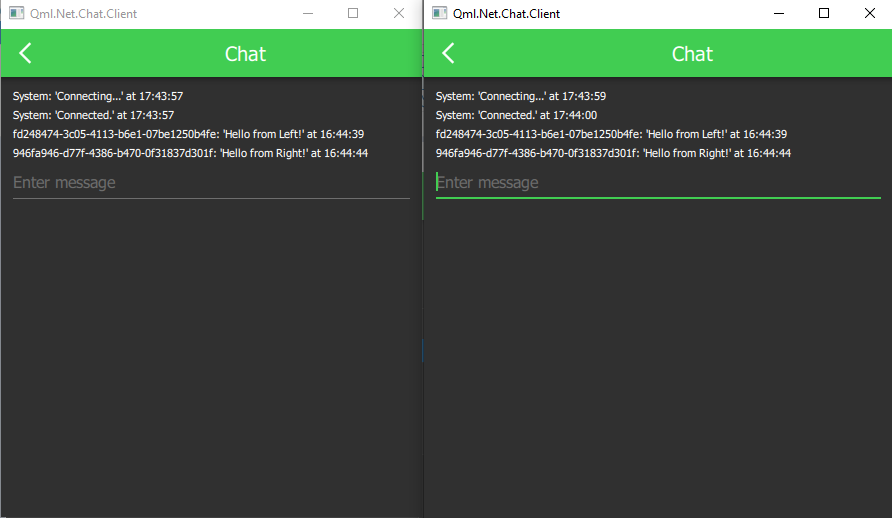 Qml.Net.Chat.Client
Chat
System: 'Connecting...' at 17:43:57
System: 'Connected.' at 17:43:57
fd248474-3c05-4113-b6e1-07be1250b4fe: 'Hello from Left!' at 16:44:39
946fa946-d77f-4386-b470-0f31837d301f: 'Hello from Right!' at 16:44:44
Enter message
Qml.Net.Chat.Client
Chat
System: 'Connecting...' at 17:43:59
System: 'Connected.' at 17:44:00
fd248474-3c05-4113-b6e1-07be1250b4fe: 'Hello from Left!' at 16:44:39
946fa946-d77f-4386-b470-0f31837d301f: 'Hello from Right!' at 16:44:44
Enter message